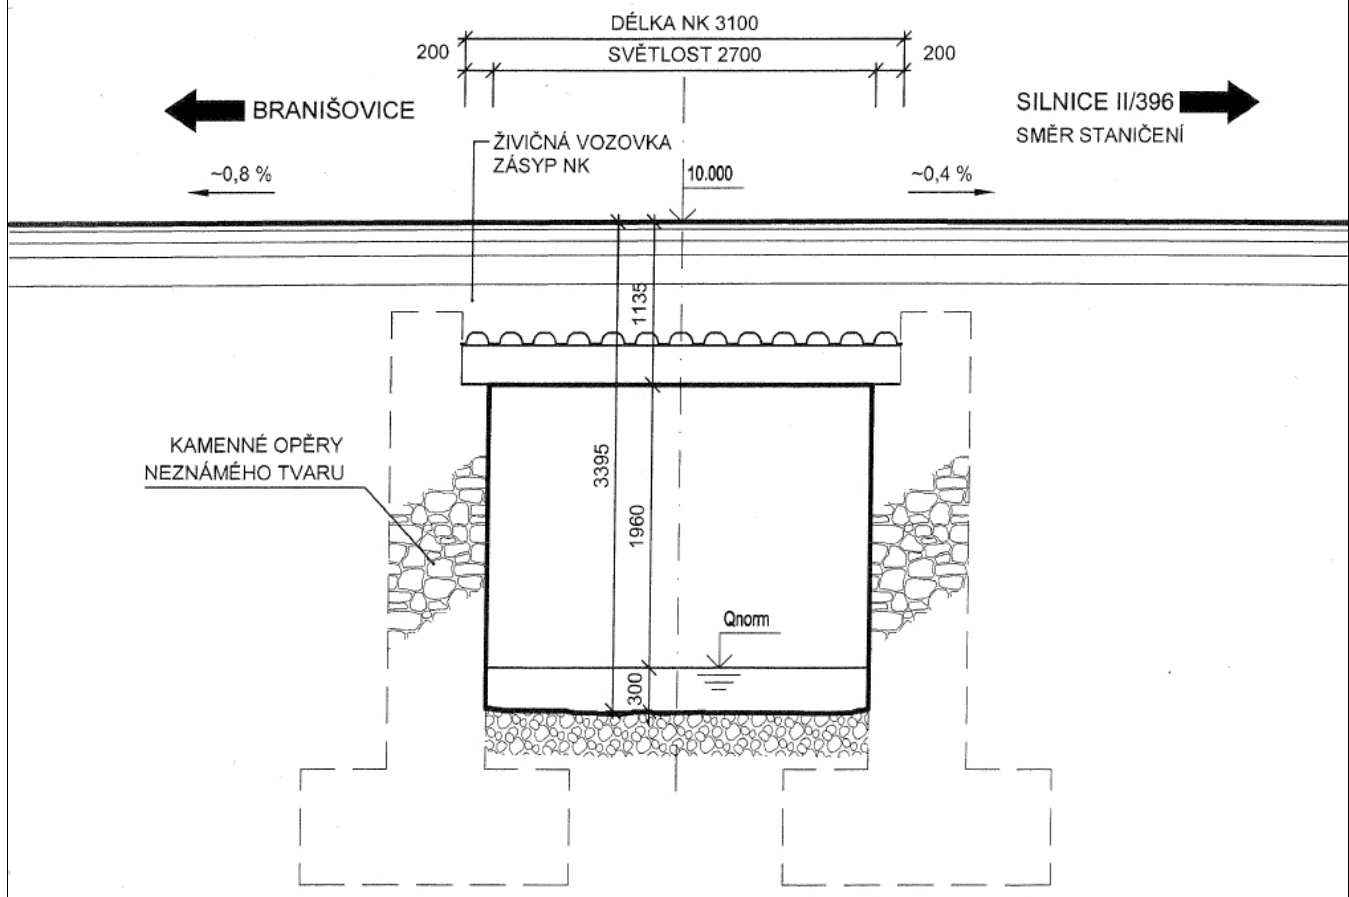 DÉLKA NK 3100
200
SVĚTLOST 2700
200
BRANIŠOVICE
SILNICE II/396
SMĚR STANIČENÍ
ŽIVIČNÁ VOZOVKA
ZÁSYP NK
~0,8 %
10.000
~0,4 %
1135
KAMENNÉ OPĚRY
NEZNÁMÉHO TVARU
3395
1960
Qnorm
300